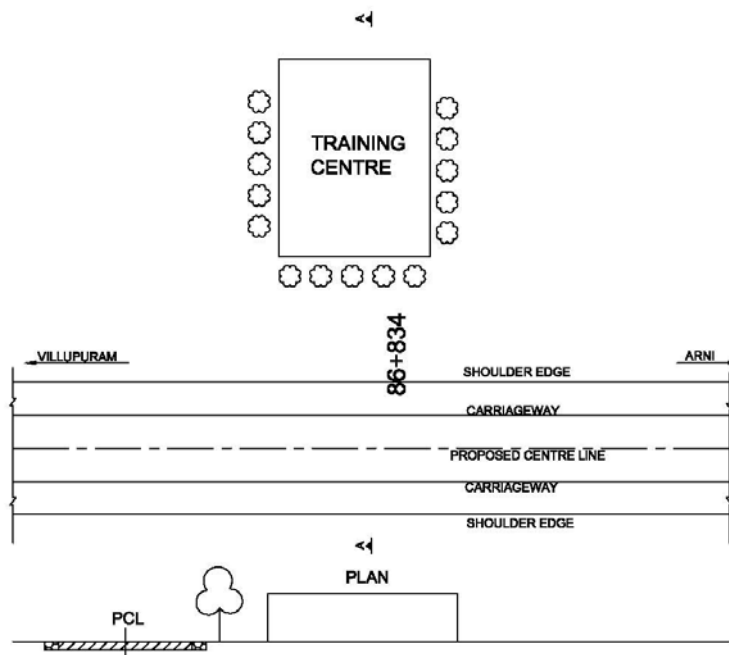 A
TRAINING
CENTRE
86+834
VILLUPURAM
ARNI
SHOULDER EDGE
CARRIAGEWAY
PROPOSED CENTRE LINE
CARRIAGEWAY
SHOULDER EDGE
A
PLAN
PCL